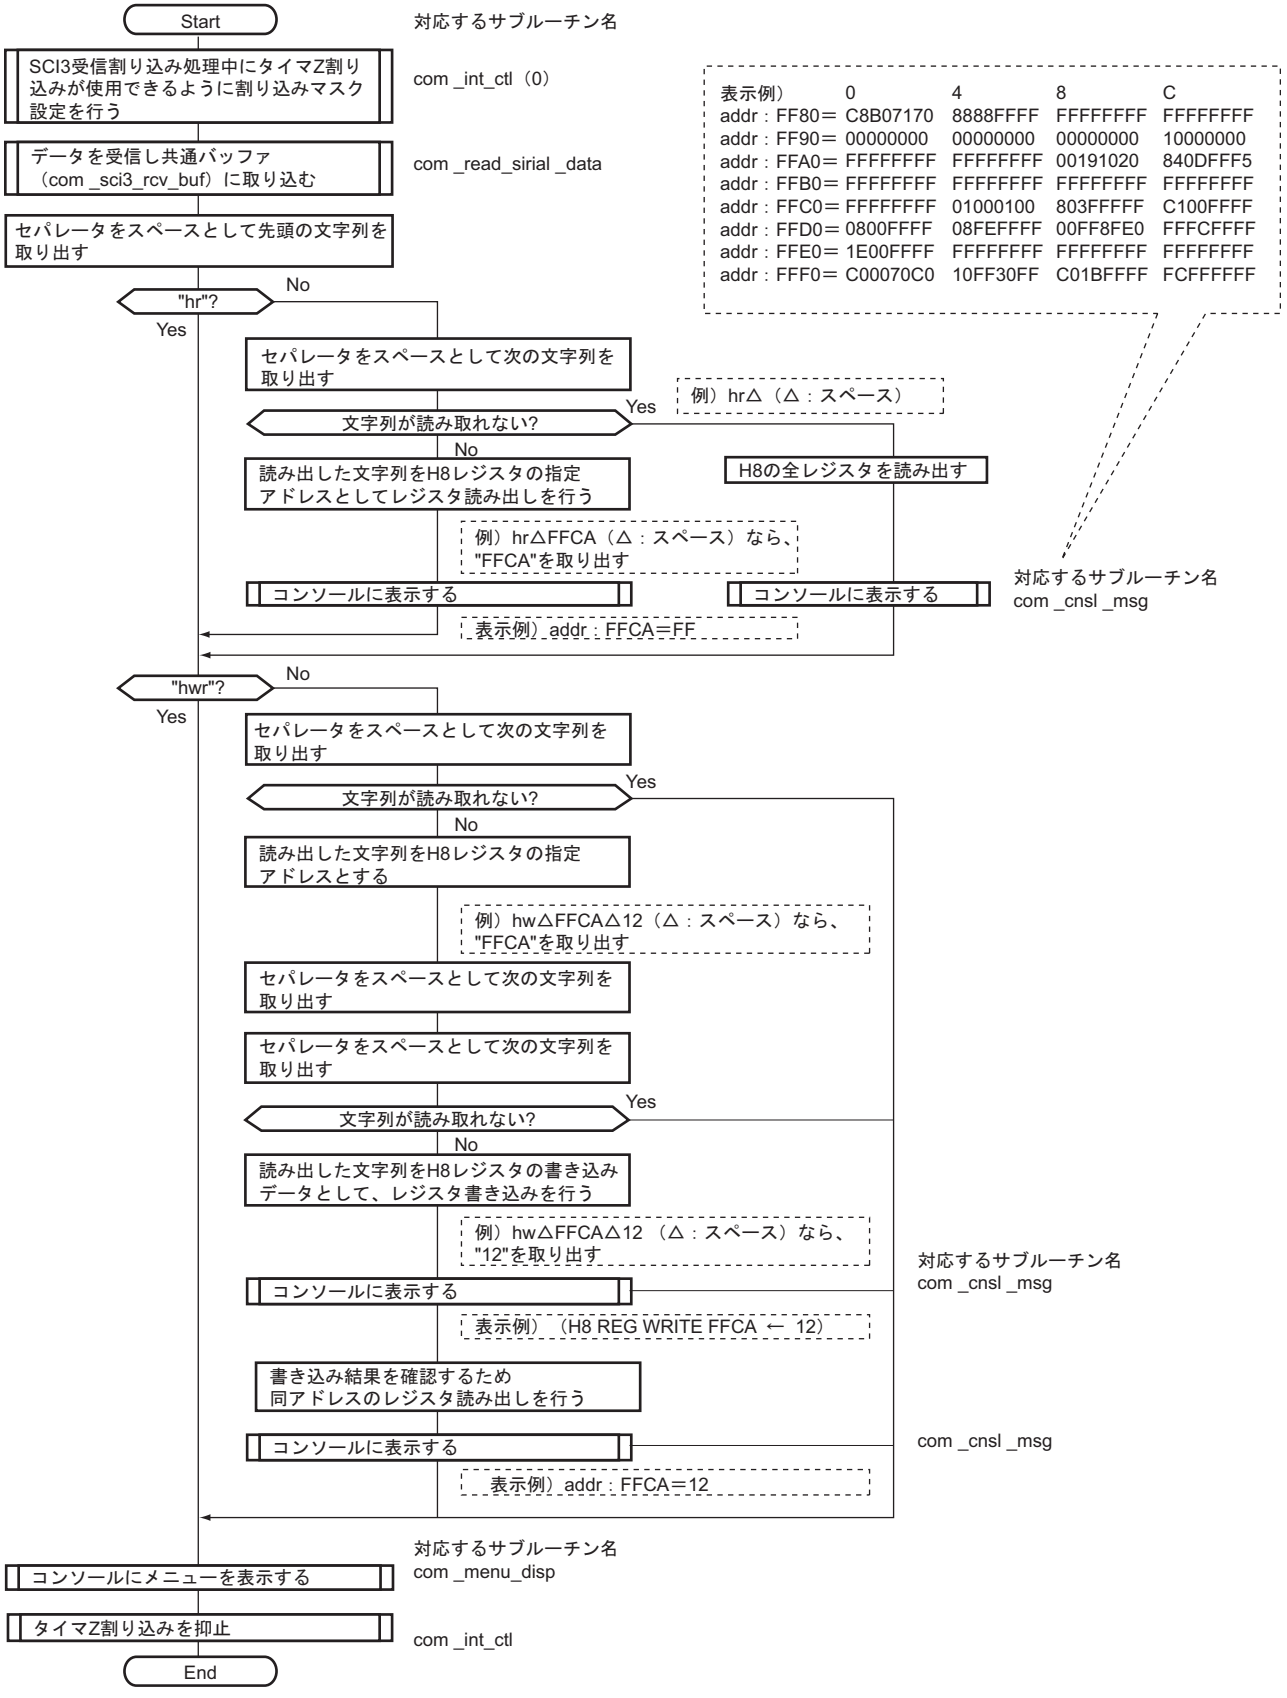 Start
対応するサブルーチン名
SCI3受信割り込み処理中にタイマZ割り
込みが使用できるように割り込みマスク
設定を行う
com _int_ctl（0）
データを受信し共通バッファ
（com _sci3_rcv_buf）に取り込む
com _read_sirial _data
セパレータをスペースとして先頭の文字列を
取り出す
表示例） 0 4 8 C
addr：FF80＝ C8B07170 8888FFFF FFFFFFFF FFFFFFFF
addr：FF90＝ 00000000 00000000 00000000 10000000
addr：FFA0＝ FFFFFFFF FFFFFFFF 00191020 840DFFF5
addr：FFB0＝ FFFFFFFF FFFFFFFF FFFFFFFF FFFFFFFF
addr：FFC0＝ FFFFFFFF 01000100 803FFFFF C100FFFF
addr：FFD0＝ 0800FFFF 08FEFFFF 00FF8FE0 FFFCFFFF
addr：FFE0＝ 1E00FFFF FFFFFFFF FFFFFFFF FFFFFFFF
addr：FFF0＝ C00070C0 10FF30FF C01BFFFF FCFFFFFF
"hr"?
No
Yes
セパレータをスペースとして次の文字列を
取り出す
例）hr△（△：スペース）
文字列が読み取れない?
Yes
No
読み出した文字列をH8レジスタの指定
アドレスとしてレジスタ読み出しを行う
H8の全レジスタを読み出す
例）hr△FFCA（△：スペース）なら、
"FFCA"を取り出す
コンソールに表示する
コンソールに表示する
対応するサブルーチン名
com _cnsl _msg
表示例）addr：FFCA＝FF
"hwr"?
No
Yes
セパレータをスペースとして次の文字列を
取り出す
文字列が読み取れない?
Yes
No
読み出した文字列をH8レジスタの指定
アドレスとする
例）hw△FFCA△12（△：スペース）なら、
"FFCA"を取り出す
セパレータをスペースとして次の文字列を
取り出す
セパレータをスペースとして次の文字列を
取り出す
文字列が読み取れない?
Yes
No
読み出した文字列をH8レジスタの書き込み
データとして、レジスタ書き込みを行う
例）hw△FFCA△12 （△：スペース）なら、
"12"を取り出す
対応するサブルーチン名
com _cnsl _msg
コンソールに表示する
表示例）（H8 REG WRITE FFCA ← 12）
書き込み結果を確認するため
同アドレスのレジスタ読み出しを行う
コンソールに表示する
com _cnsl _msg
表示例）addr：FFCA＝12
対応するサブルーチン名
com _menu_disp
コンソールにメニューを表示する
タイマZ割り込みを抑止
com _int_ctl
End